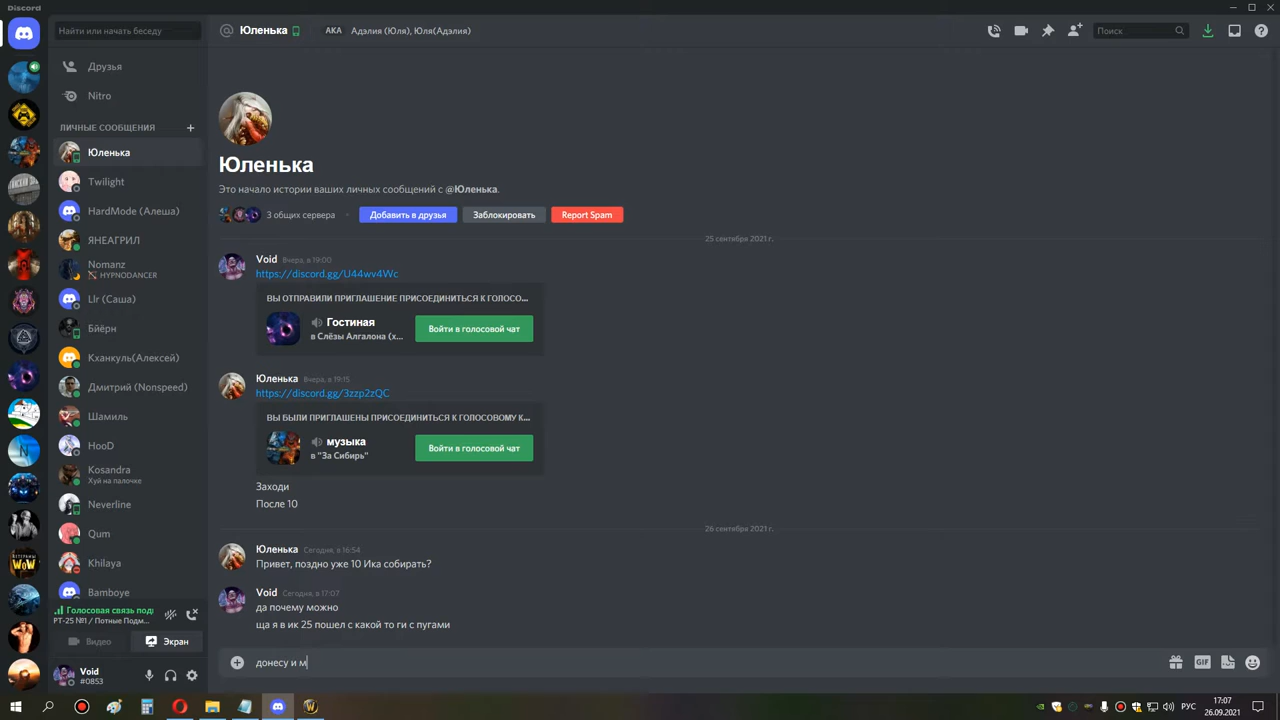 Discord
Найти или начать беседу
Друзья
Nitro
ЛИЧНЫЕ СООБЩЕНИЯ
Юленька
Twilight
HardMode (Алеша)
ЯНЕАГРИЛ
Nomanz
HYPNODANCER
Llr (Саша)
Бйёрн
Кханкуль(Алексей)
Дмитрий (Nonspeed)
Шамиль
HooD
Kosandra
Хуй на палочке
Neverline
Qum
Khilaya
Bamboye
Голосовая связь подк
РТ-25 №1 / Потные Подм...
Видео
Экран
Void
#0853
Юленька
AKA
Адэлия (Юля), Юля(Адэлия)
Поиск
Юленька
Это начало истории ваших личных сообщений с @Юленька.
3 общих сервера
Добавить в друзья
Заблокировать
Report Spam
25 сентября 2021 г.
Void Вчера, в 19:00
https://discord.gg/U44wv4Wc
ВЫ ОТПРАВИЛИ ПРИГЛАШЕНИЕ ПРИСОЕДИНИТЬСЯ К ГОЛОСО...
Гостиная
в Слёзы Алгалона (х...
Войти в голосовой чат
Юленька Вчера, в 19:15
https://discord.gg/3zzp2zQC
ВЫ БЫЛИ ПРИГЛАШЕНЫ ПРИСОЕДИНИТЬСЯ К ГОЛОСОВОМУ К...
музыка
в "За Сибирь"
Войти в голосовой чат
Заходи
После 10
26 сентября 2021 г.
Юленька Сегодня, в 16:54
Привет, поздно уже 10 Ика собирать?
Void Сегодня, в 17:07
да почему можно
ща я в ик 25 пошел с какой то ги с пугами
донесу и м
GIF
РУС
17:07
26.09.2021